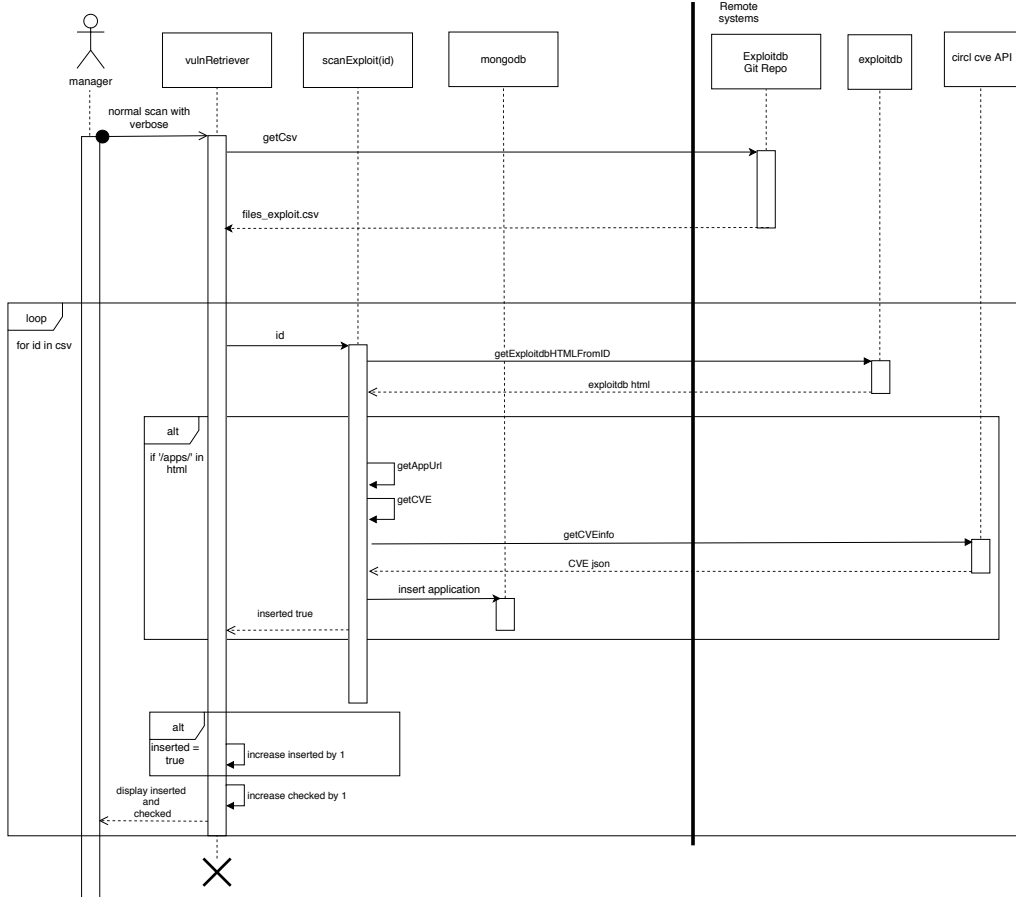 Remote
systems
manager
vulnRetriever
scanExploit(id)
mongodb
Exploitdb
Git Repo
exploitdb
circl cve API
normal scan with
verbose
getCsv
files_exploit.csv
loop
for id in csv
id
getExploitdbHTMLFromID
exploitdb html
alt
if '/apps/' in
html
getAppUrl
getCVE
getCVEinfo
CVE json
insert application
inserted true
alt
inserted =
true
increase inserted by 1
increase checked by 1
display inserted
and
checked